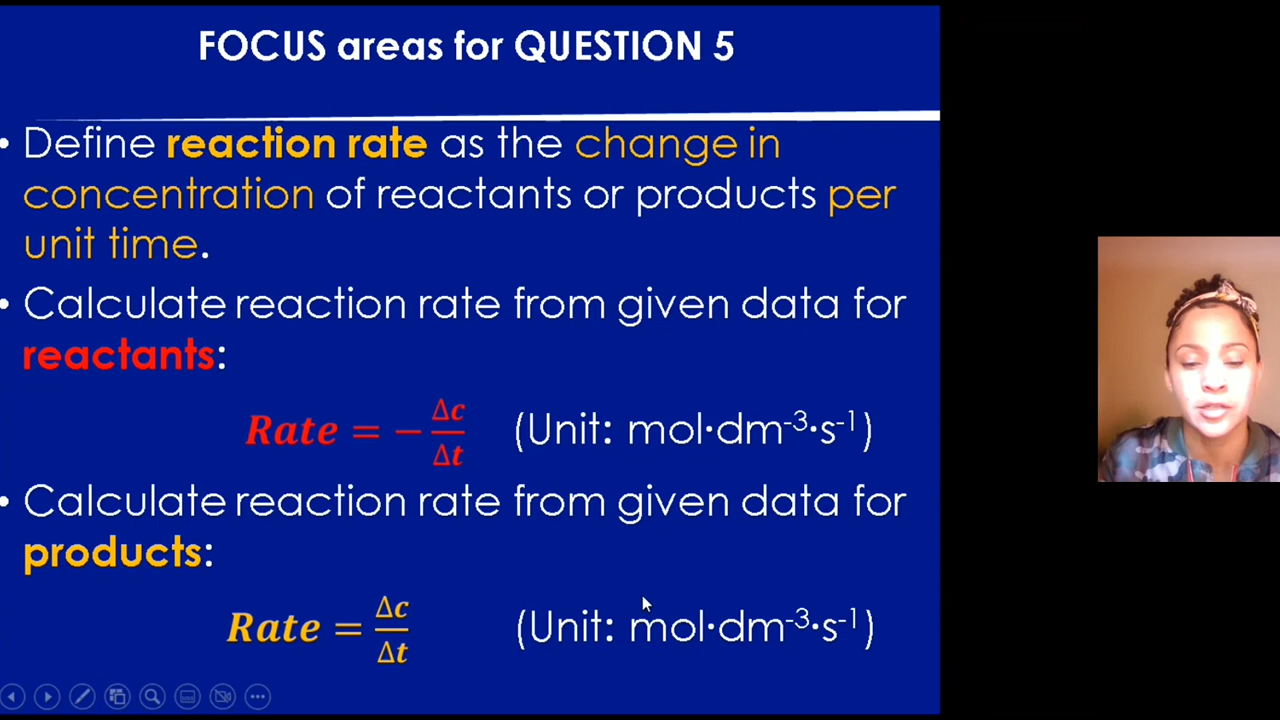 FOCUS areas for QUESTION 5
• Define reaction rate as the change in
concentration of reactants or products per
unit time.
• Calculate reaction rate from given data for
reactants:
Rate = − Δc/Δt (Unit: mol·dm⁻³·s⁻¹)
• Calculate reaction rate from given data for
products:
Rate = Δc/Δt (Unit: mol·dm⁻³·s⁻¹)